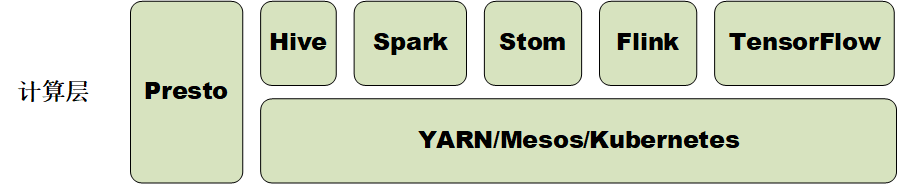 计算层
Presto
Hive
Spark
Stom
Flink
TensorFlow
YARN/Mesos/Kubernetes